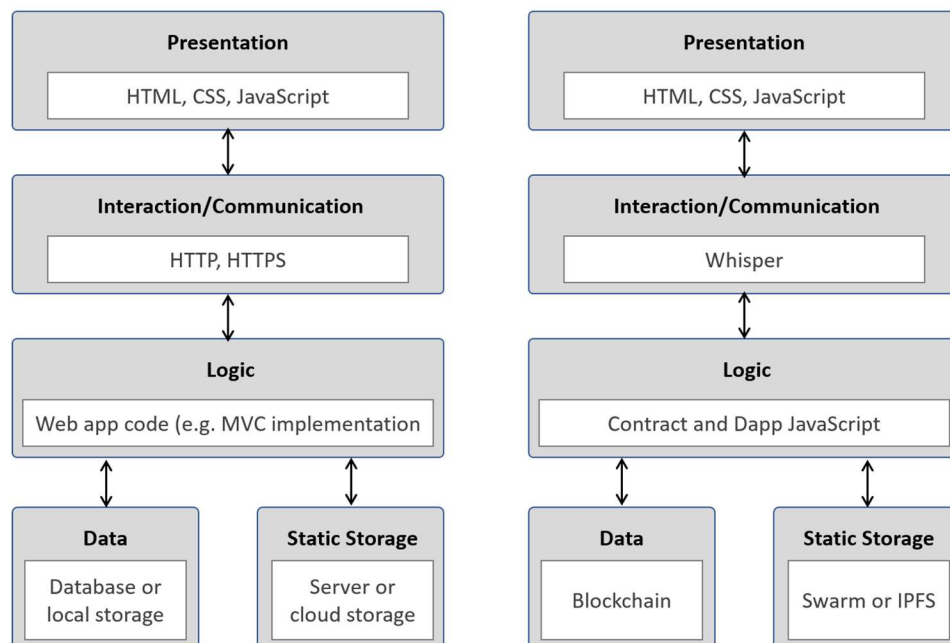 Presentation
HTML, CSS, JavaScript
Interaction/Communication
HTTP, HTTPS
Logic
Web app code (e.g. MVC implementation
Data
Database or
local storage
Static Storage
Server or
cloud storage
Presentation
HTML, CSS, JavaScript
Interaction/Communication
Whisper
Logic
Contract and Dapp JavaScript
Data
Blockchain
Static Storage
Swarm or IPFS